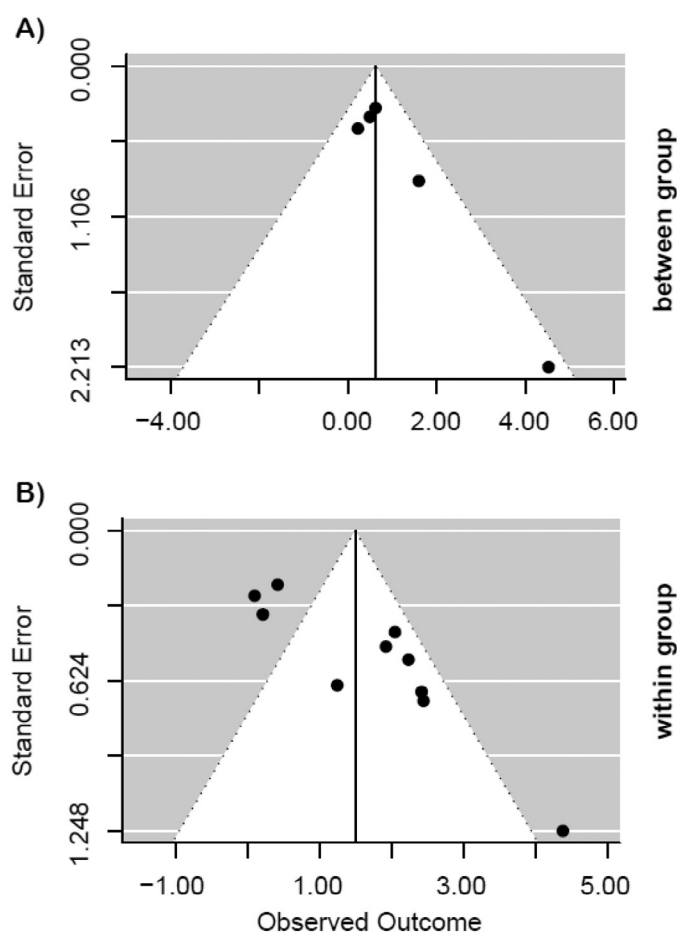 A)
0.000
1.106
2.213
Standard Error
between group
−4.00
0.00
2.00
4.00
6.00
B)
0.000
0.624
1.248
Standard Error
within group
−1.00
1.00
3.00
5.00
Observed Outcome